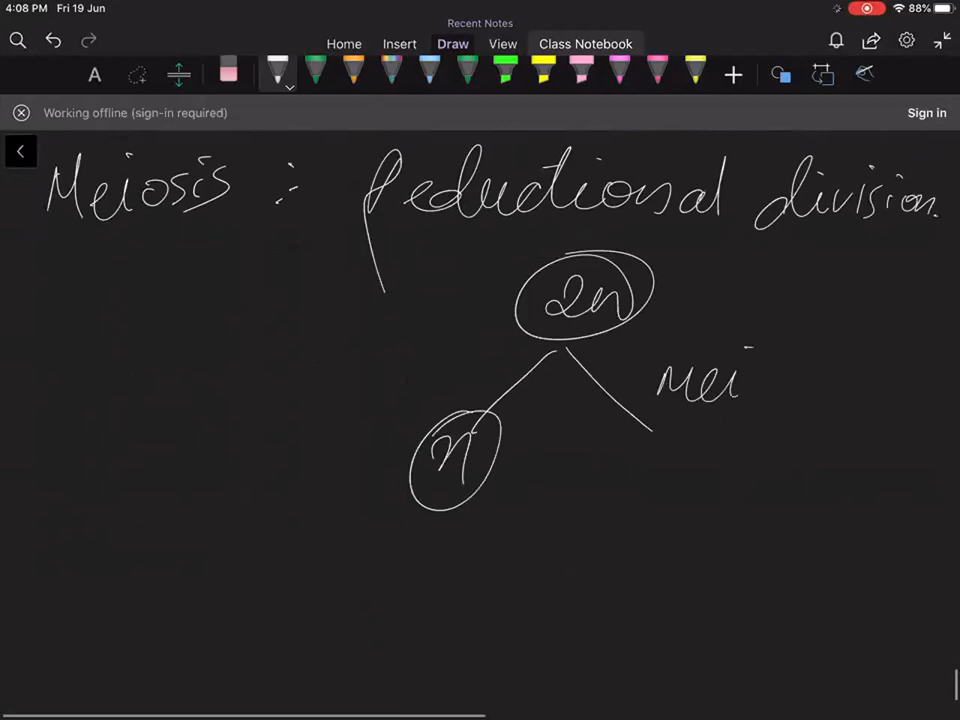 4:08 PM Fri 19 Jun
88%
Recent Notes
Home Insert Draw View Class Notebook
A
Working offline (sign-in required)
Sign in
Meiosis : Reductional division.
2n
Mei
n